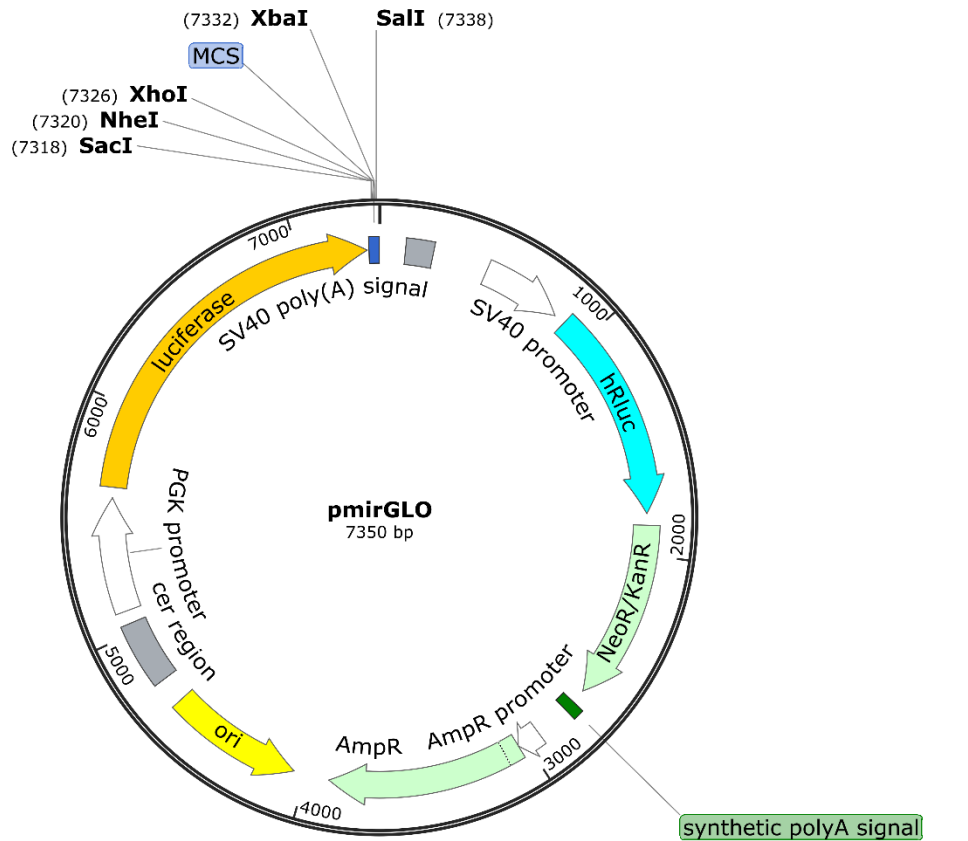 (7332) XbaI
SalI (7338)
MCS
(7326) XhoI
(7320) NheI
(7318) SacI
7000
luciferase
SV40 poly(A) signal
SV40 promoter
1000
hRluc
6000
PGK promoter
pmirGLO
7350 bp
2000
NeoR/KanR
cer region
5000
ori
AmpR
AmpR promoter
3000
4000
synthetic polyA signal